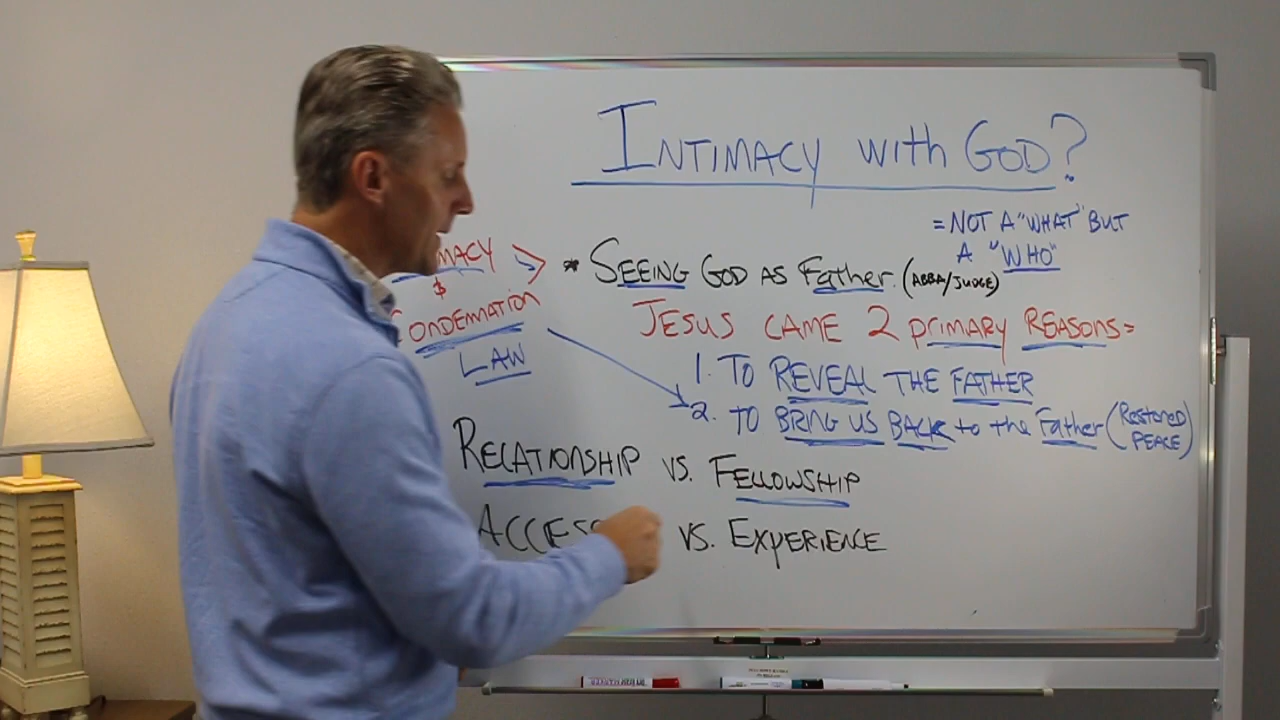 INTIMACY with GOD?
= NOT A "WHAT" BUT
A "WHO"
MACY
* SEEING GOD AS Father. (ABBA/JUDGE)
&
ONDEMNATION
LAW
JESUS CAME 2 primary REASONS=
1. TO REVEAL THE FATHER
2. TO BRING US BACK to the Father (Restored
PEACE)
RELATIONSHIP VS. FELLOWSHIP
ACCESS VS. EXPERIENCE